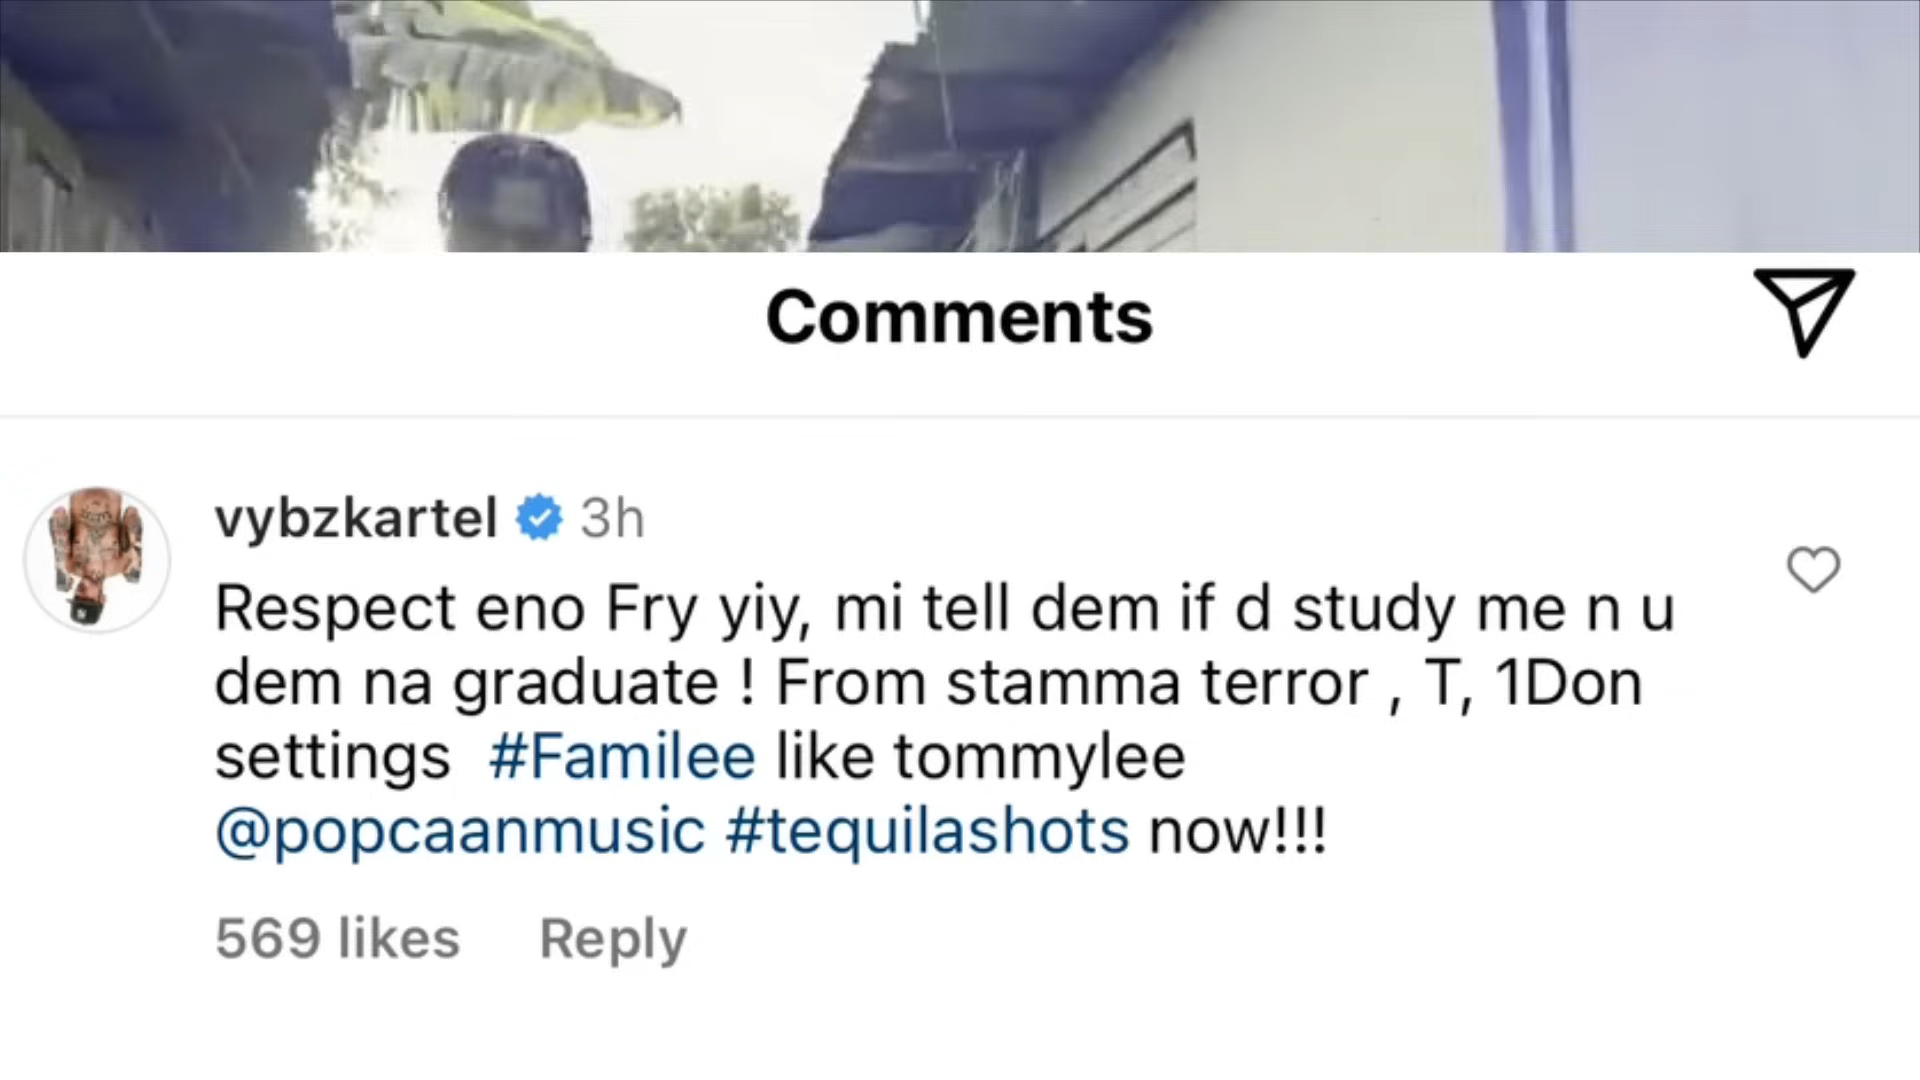 Comments
vybzkartel 3h
Respect eno Fry yiy, mi tell dem if d study me n u
dem na graduate ! From stamma terror , T, 1Don
settings #Familee like tommylee
@popcaanmusic #tequilashots now!!!
569 likes Reply